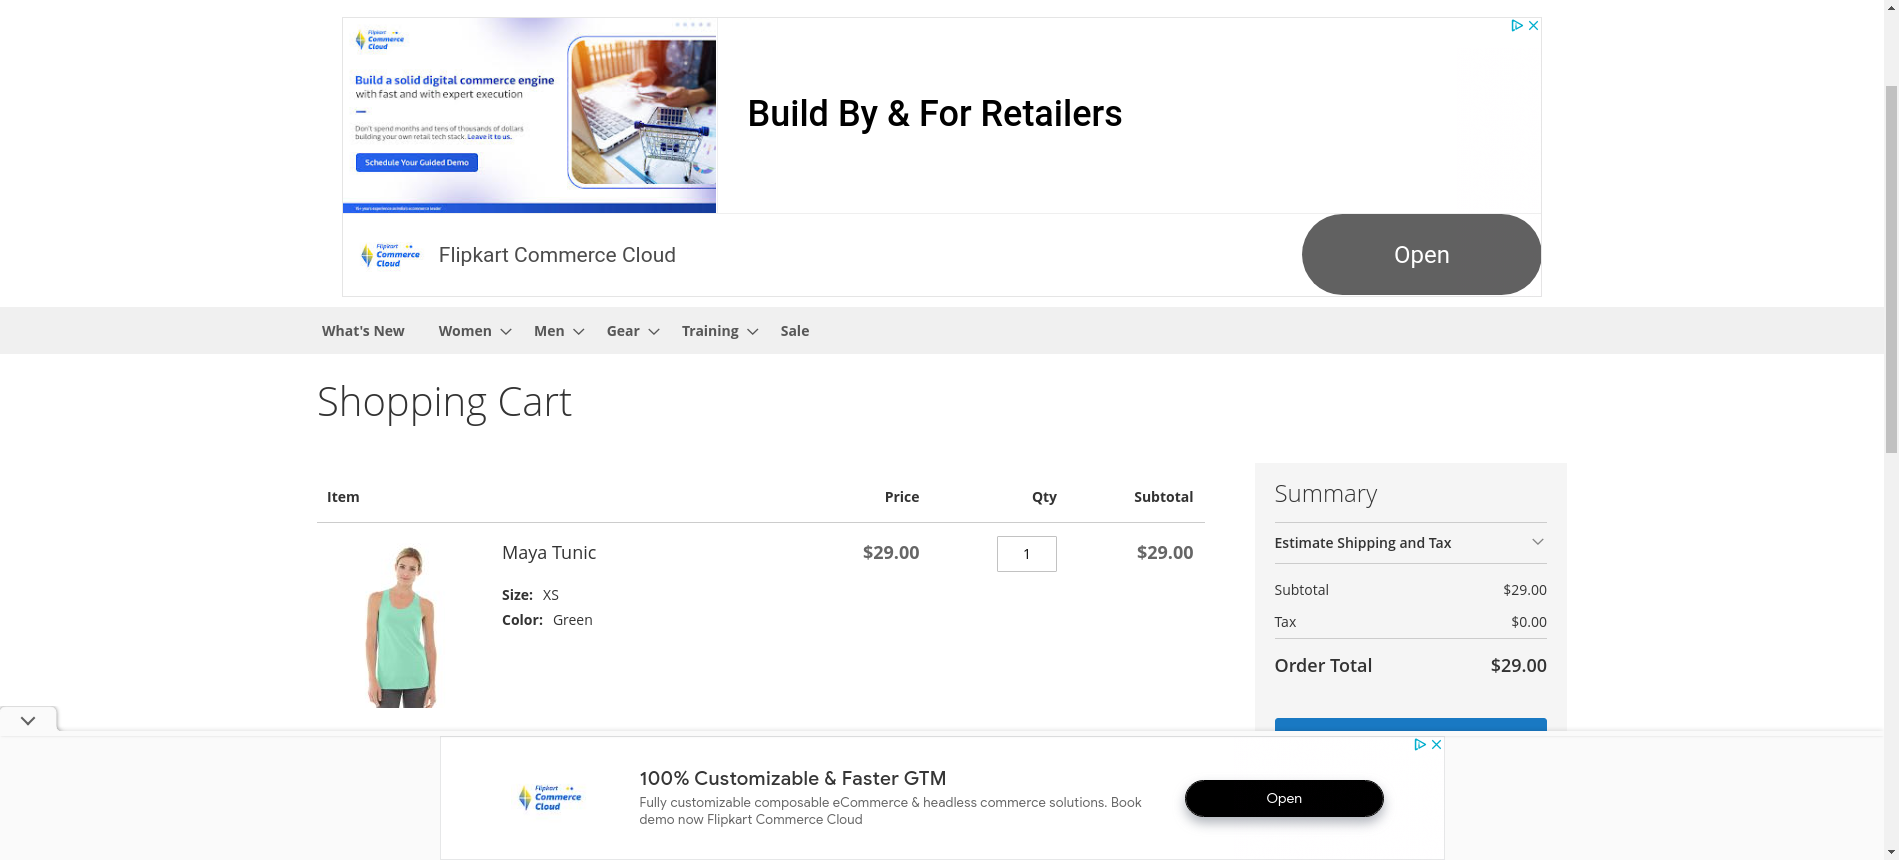 Flipkart
Commerce
Cloud
Build a solid digital commerce engine
with fast and with expert execution
Don't spend months and tens of thousands of dollars
building your own retail tech stack. Leave it to us.
Schedule Your Guided Demo
Build By & For Retailers
Flipkart
Commerce
Cloud
Flipkart Commerce Cloud
Open
What's New Women Men Gear Training Sale
Shopping Cart
Item Price Qty Subtotal
Maya Tunic $29.00 1 $29.00
Size: XS
Color: Green
Summary
Estimate Shipping and Tax
Subtotal $29.00
Tax $0.00
Order Total $29.00
Flipkart
Commerce
Cloud
100% Customizable & Faster GTM
Fully customizable composable eCommerce & headless commerce solutions. Book
demo now Flipkart Commerce Cloud
Open